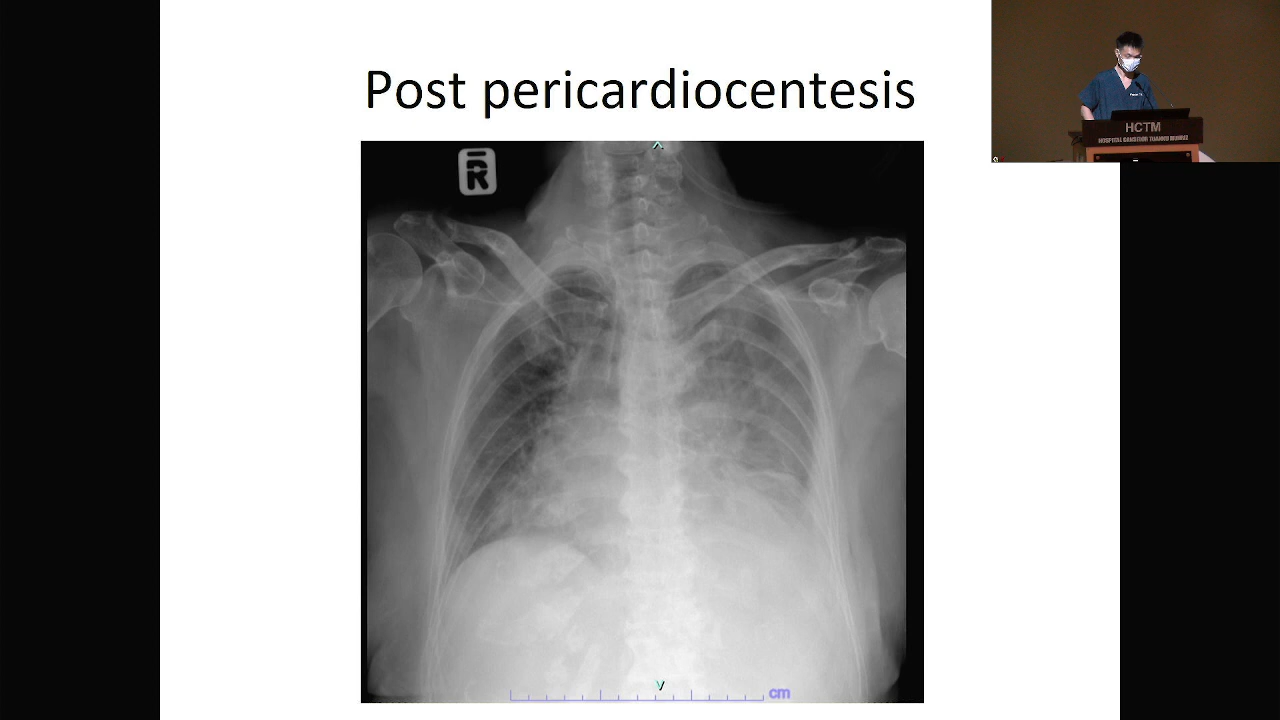 Post pericardiocentesis
R
HCTM
HOSPITAL CANSELOR TUANKU MUHRIZ
cm